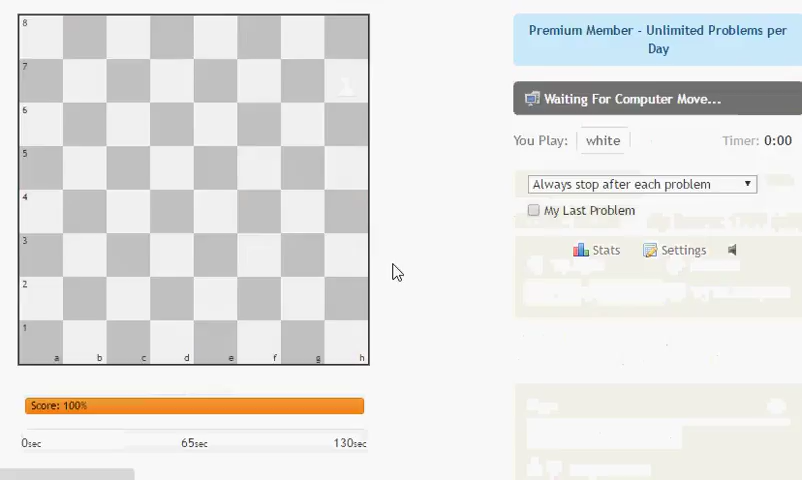 8
7
6
5
4
3
2
1
a b c d e f g h
Score: 100%
0sec 65sec 130sec
Premium Member - Unlimited Problems per
Day
Waiting For Computer Move...
You Play: white Timer: 0:00
Always stop after each problem
My Last Problem
Stats Settings